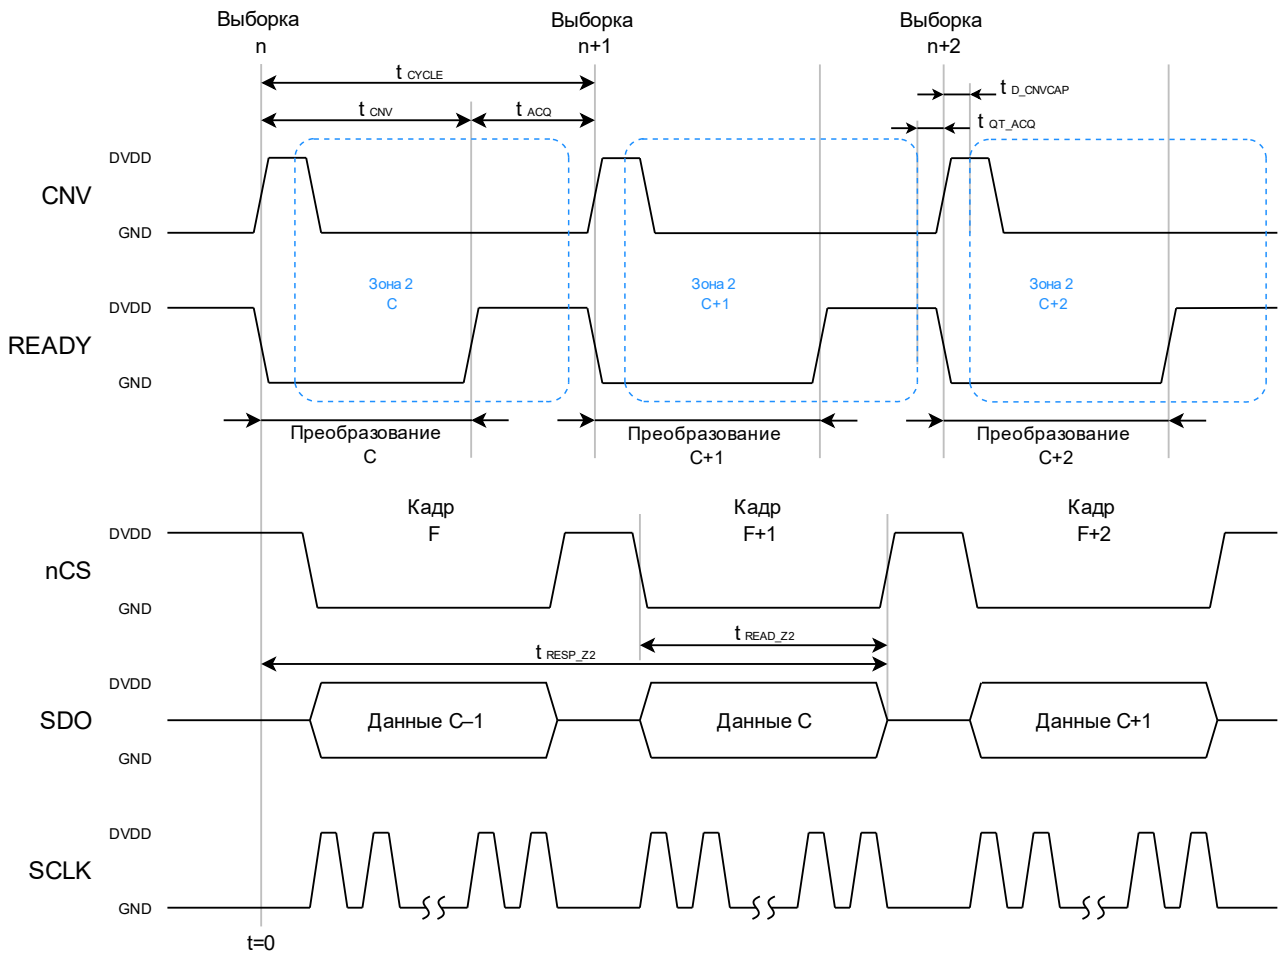 Выборка
n
Выборка
n+1
Выборка
n+2
t CYCLE
t CNV
t ACQ
t D_CNVCAP
t QT_ACQ
DVDD
CNV
GND
Зона 2
C
Зона 2
C+1
Зона 2
C+2
DVDD
READY
GND
Преобразование
C
Преобразование
C+1
Преобразование
C+2
Кадр
F
Кадр
F+1
Кадр
F+2
DVDD
nCS
GND
t READ_Z2
t RESP_Z2
DVDD
SDO
GND
Данные C–1
Данные C
Данные C+1
DVDD
SCLK
GND
t=0